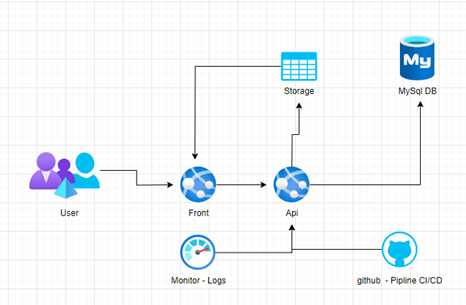 Storage
MySql DB
My
User
Front
Api
Monitor - Logs
github - Pipline CI/CD